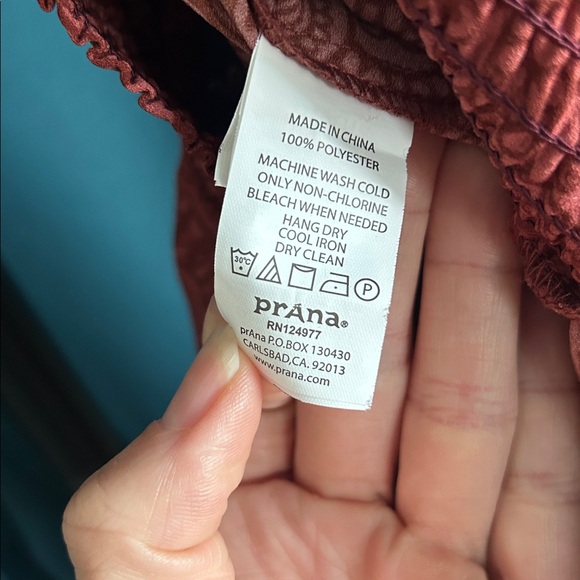 MADE IN CHINA
100% POLYESTER
MACHINE WASH COLD
ONLY NON-CHLORINE
BLEACH WHEN NEEDED
HANG DRY
COOL IRON
DRY CLEAN
30°C P
prAna®
RN124977
prAna P.O.BOX 130430
CARLSBAD,CA. 92013
www.prana.com